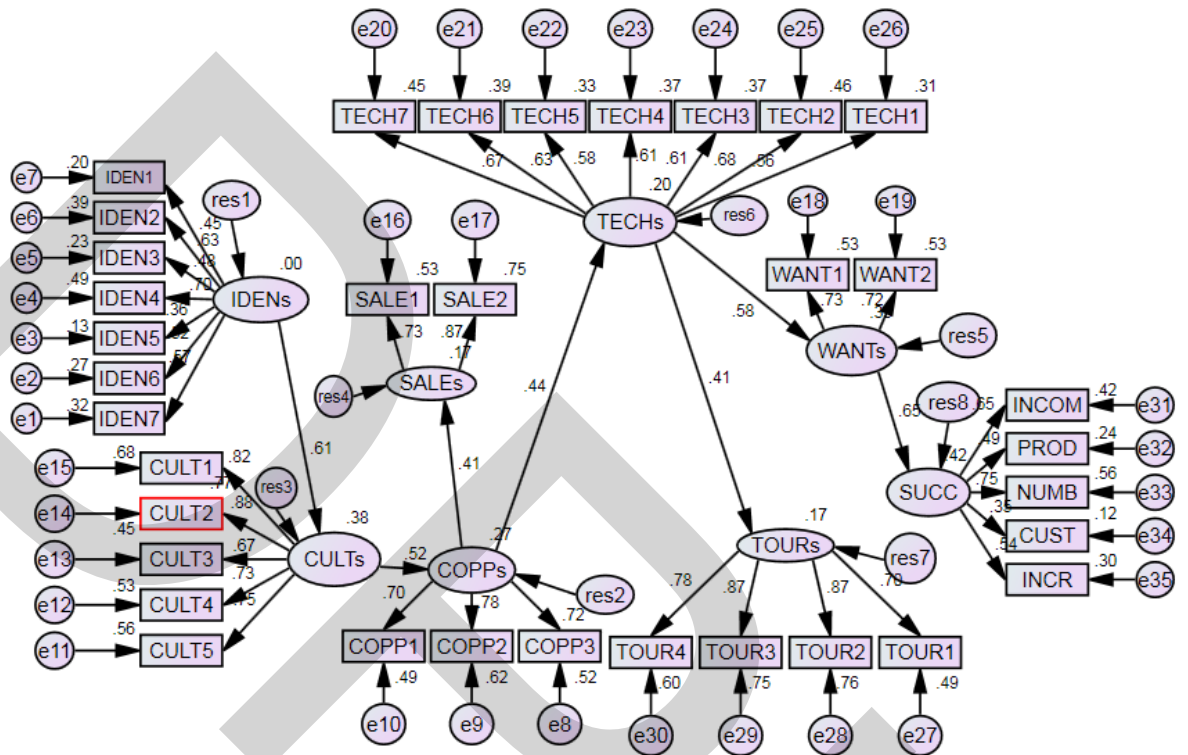 e20 e21 e22 e23 e24 e25 e26
.45 .39 .33 .37 .37 .46 .31
TECH7 TECH6 TECH5 TECH4 TECH3 TECH2 TECH1
.67 .63 .58 .61 .61 .68 .56
.20
TECHs
res6
e7 .20 IDEN1
e6 .39 IDEN2
e5 .23 IDEN3
e4 .49 IDEN4
e3 .13 IDEN5
e2 .27 IDEN6
e1 .32 IDEN7
res1
.45
.63
.48
.70
.36
.57
.00
IDENs
.61
e16 e17
.53 .75
SALE1 SALE2
.73 .87
.17
SALEs
res4
.41
.44
e18 e19
.53 .53
WANT1 WANT2
.73 .72
WANTs
res5
.58
.41
.65
res8
.42
SUCC
.65
.49
.75
.35
.54
INCOM .42 e31
PROD .24 e32
NUMB .56 e33
CUST .12 e34
INCR .30 e35
e15 .68 CULT1
e14 CULT2
e13 .45 CULT3
e12 .53 CULT4
e11 .56 CULT5
.82
.77
.88
.67
.73
.75
res3
.38
CULTs
.52
.27
COPPs
res2
.70 .78 .72
COPP1 COPP2 COPP3
.49 .62 .52
e10 e9 e8
.17
TOURs
res7
.78 .87 .87 .70
TOUR4 TOUR3 TOUR2 TOUR1
.60 .75 .76 .49
e30 e29 e28 e27